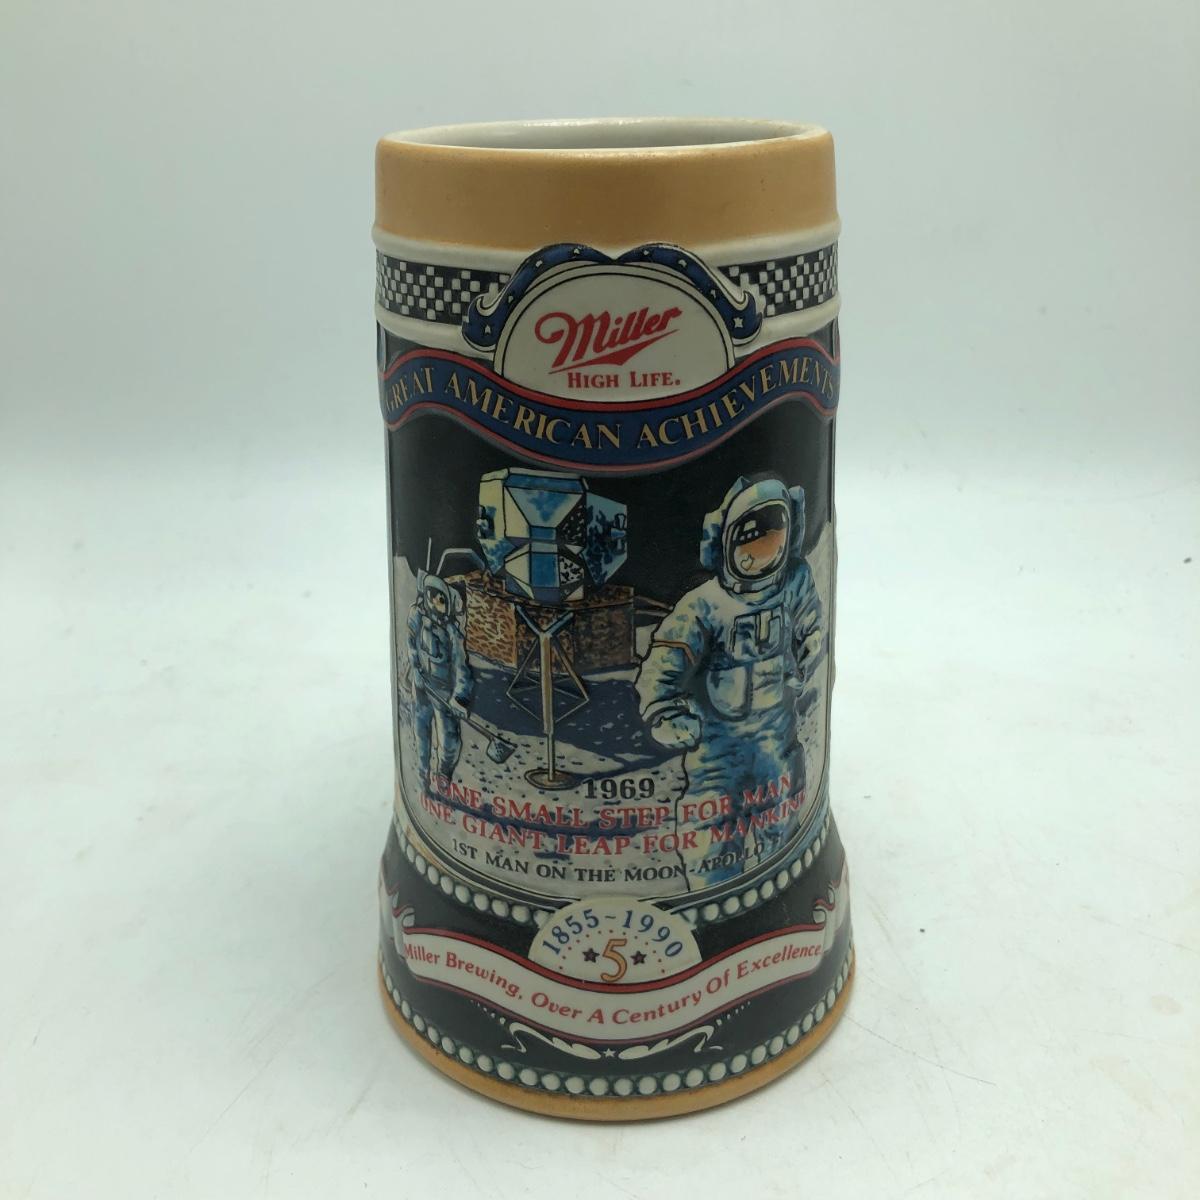 Miller
HIGH LIFE.
GREAT AMERICAN ACHIEVEMENTS
1969
"ONE SMALL STEP FOR MAN
ONE GIANT LEAP FOR MANKIND
1ST MAN ON THE MOON-APOLLO
1855~1990
5
Miller Brewing, Over A Century Of Excellence